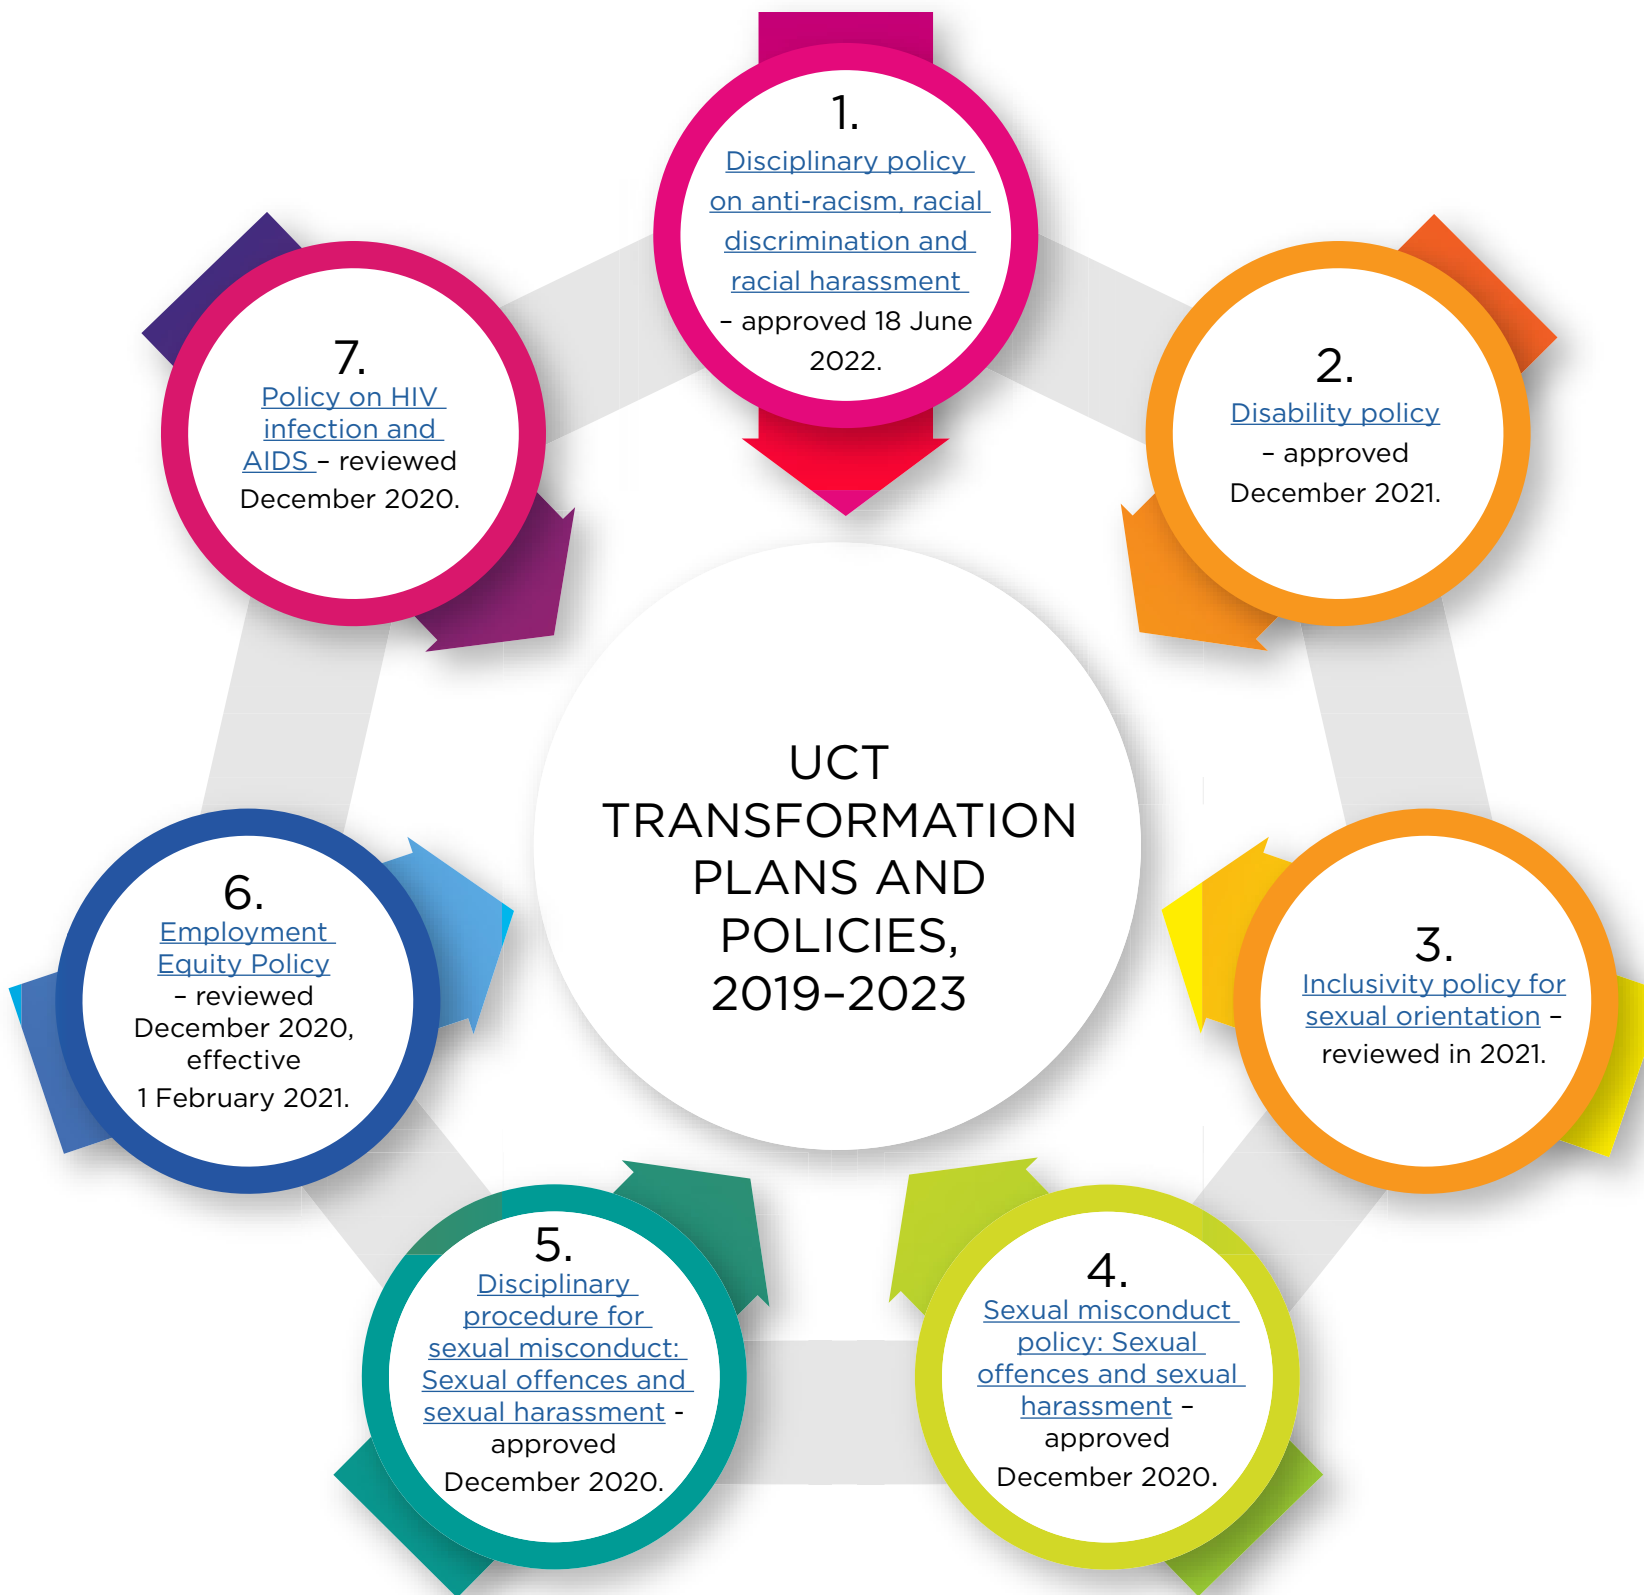 1.
Disciplinary policy
on anti-racism, racial
discrimination and
racial harassment
– approved 18 June
2022.
2.
Disability policy
– approved
December 2021.
3.
Inclusivity policy for
sexual orientation –
reviewed in 2021.
4.
Sexual misconduct
policy: Sexual
offences and sexual
harassment –
approved
December 2020.
5.
Disciplinary
procedure for
sexual misconduct:
Sexual offences and
sexual harassment -
approved
December 2020.
6.
Employment
Equity Policy
– reviewed
December 2020,
effective
1 February 2021.
7.
Policy on HIV
infection and
AIDS – reviewed
December 2020.
UCT
TRANSFORMATION
PLANS AND
POLICIES,
2019–2023